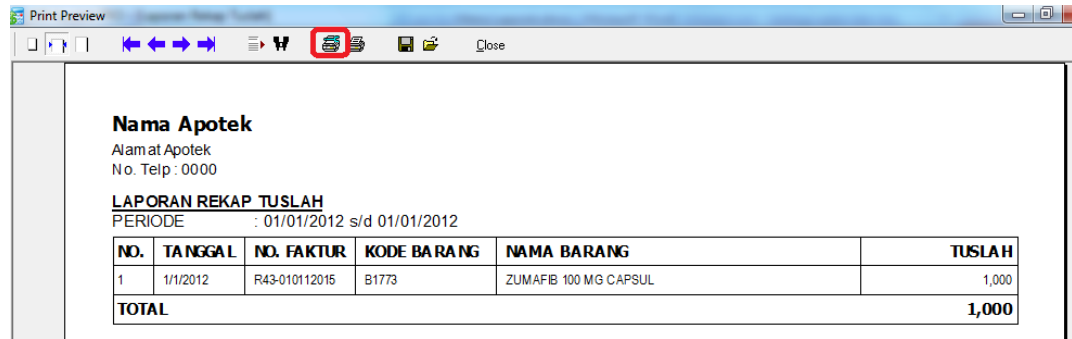 Print Preview
Close
Nama Apotek
Alamat Apotek
No. Telp : 0000
LAPORAN REKAP TUSLAH
PERIODE : 01/01/2012 s/d 01/01/2012
NO. TANGGAL NO. FAKTUR KODE BARANG NAMA BARANG TUSLAH
1 1/1/2012 R43-010112015 B1773 ZUMAFIB 100 MG CAPSUL 1,000
TOTAL 1,000